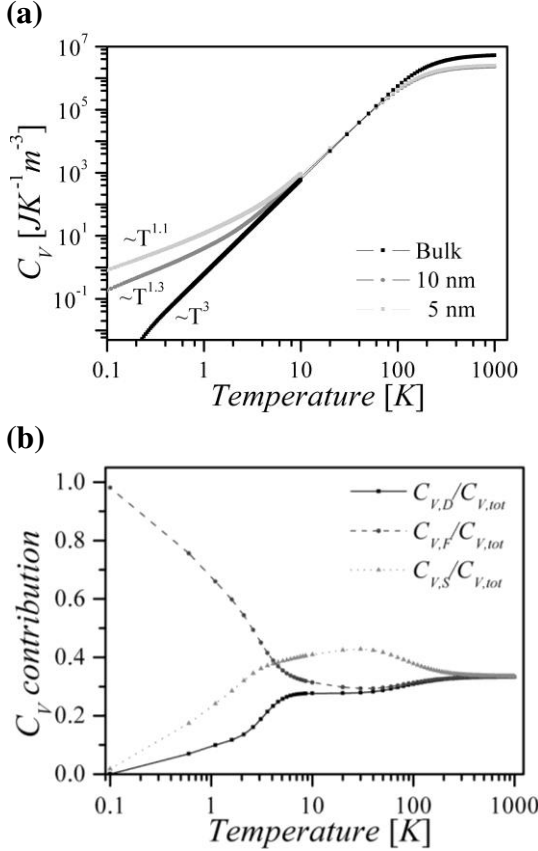 (a)
10^7
10^5
10^3
10^1
10^-1
C_V [JK^-1m^-3]
~T^1.1
~T^1.3
~T^3
Bulk
10 nm
5 nm
0.1 1 10 100 1000
Temperature [K]
(b)
1.0
0.8
0.6
0.4
0.2
0.0
C_V contribution
C_V,D/C_V,tot
C_V,F/C_V,tot
C_V,S/C_V,tot
0.1 1 10 100 1000
Temperature [K]